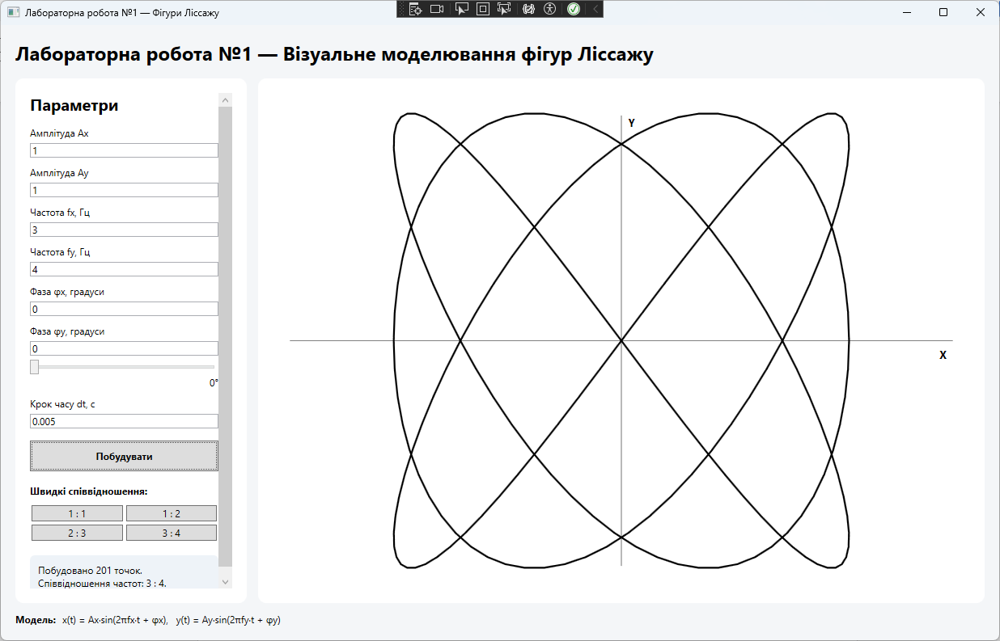 Лабораторна робота №1 — Фігури Ліссажу
Лабораторна робота №1 — Візуальне моделювання фігур Ліссажу
Параметри
Амплітуда Ax
1
Амплітуда Ay
1
Частота fx, Гц
3
Частота fy, Гц
4
Фаза φx, градуси
0
Фаза φy, градуси
0
0°
Крок часу dt, с
0.005
Побудувати
Швидкі співвідношення:
1 : 1
1 : 2
2 : 3
3 : 4
Побудовано 201 точок.
Співвідношення частот: 3 : 4.
Y
X
Модель: x(t) = Ax·sin(2πfx·t + φx), y(t) = Ay·sin(2πfy·t + φy)